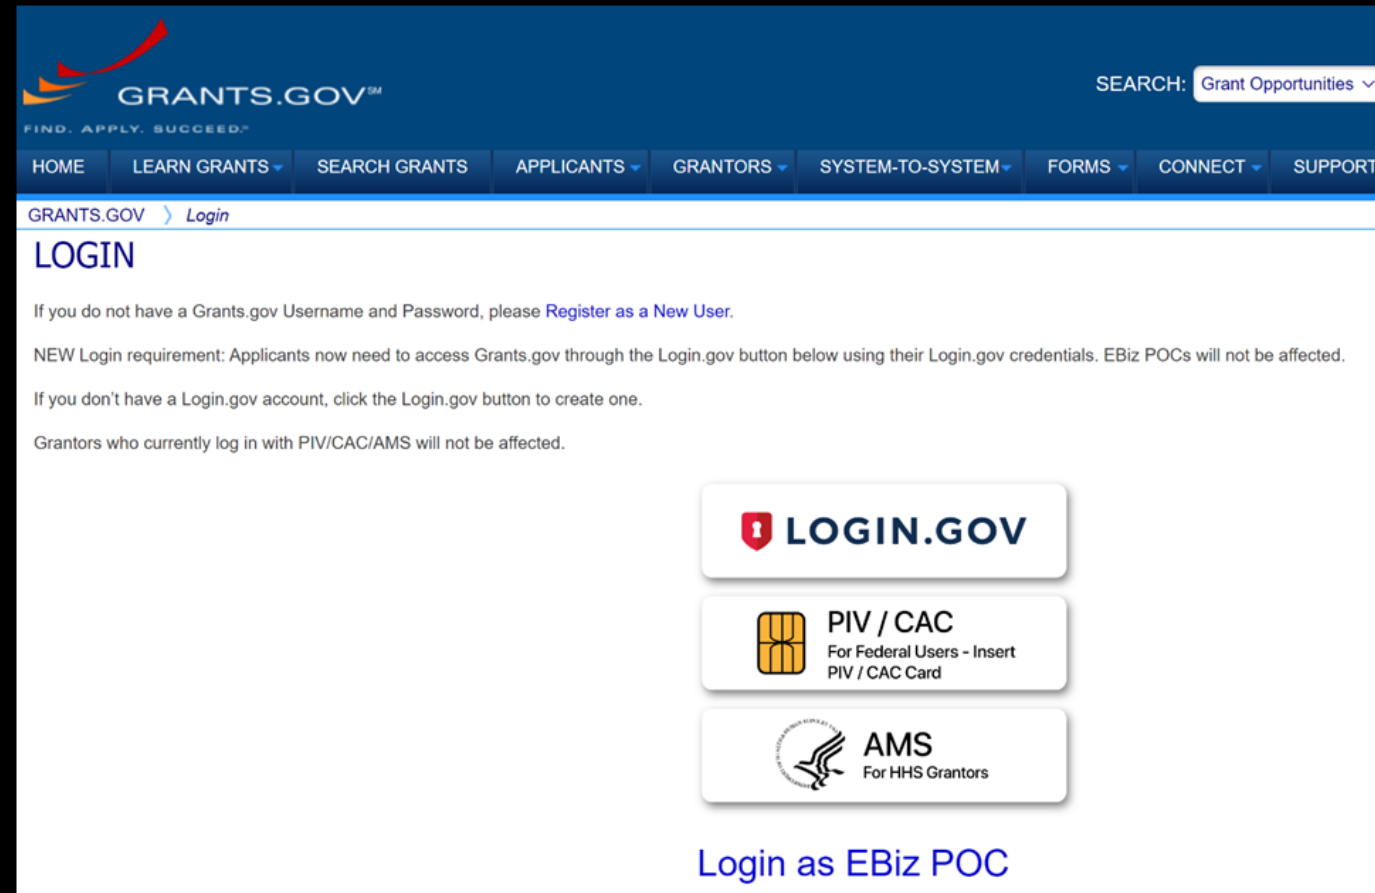 GRANTS.GOV℠
FIND. APPLY. SUCCEED.℠
SEARCH: Grant Opportunities
HOME LEARN GRANTS SEARCH GRANTS APPLICANTS GRANTORS SYSTEM-TO-SYSTEM FORMS CONNECT SUPPORT
GRANTS.GOV 〉 Login
LOGIN
If you do not have a Grants.gov Username and Password, please Register as a New User.
NEW Login requirement: Applicants now need to access Grants.gov through the Login.gov button below using their Login.gov credentials. EBiz POCs will not be affected.
If you don’t have a Login.gov account, click the Login.gov button to create one.
Grantors who currently log in with PIV/CAC/AMS will not be affected.
LOGIN.GOV
PIV / CAC
For Federal Users - Insert
PIV / CAC Card
AMS
For HHS Grantors
Login as EBiz POC